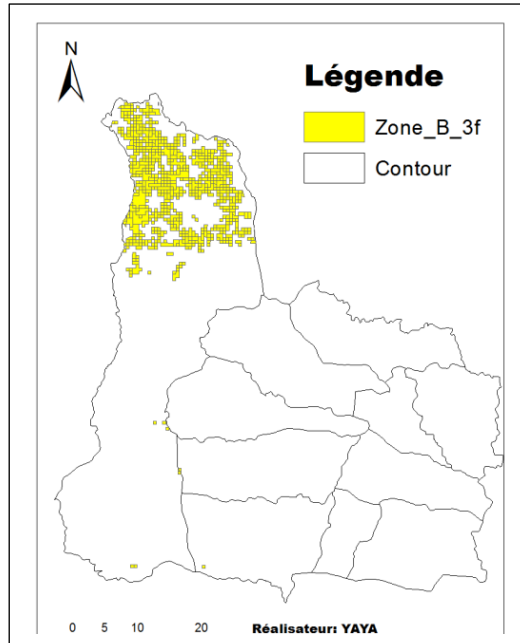 N
Légende
Zone_B_3f
Contour
0 5 10 20 Réalisateur: YAYA